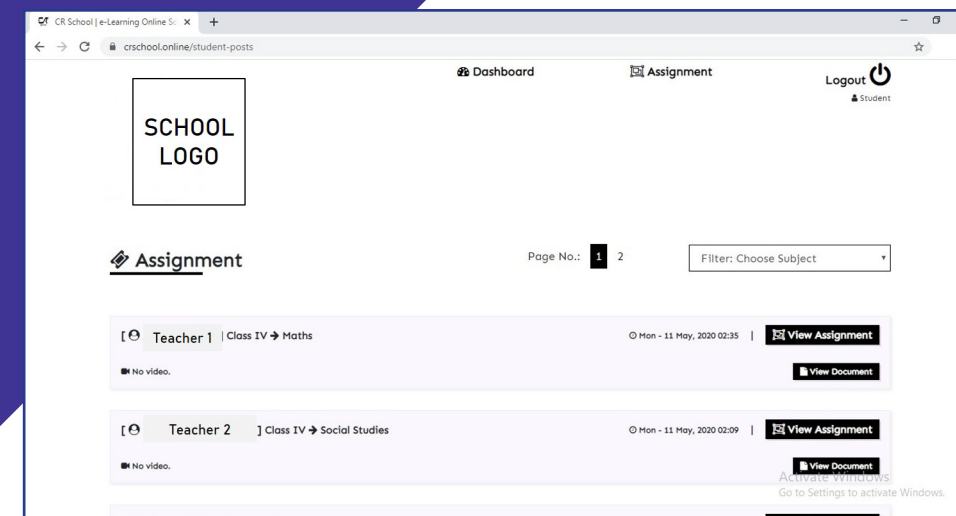 CR School | e-Learning Online Sc
crschool.online/student-posts
Dashboard
Assignment
Logout
Student
SCHOOL
LOGO
Assignment
Page No.: 1 2
Filter: Choose Subject
[ Teacher 1 | Class IV → Maths
Mon - 11 May, 2020 02:35 | View Assignment
No video.
View Document
[ Teacher 2 ] Class IV → Social Studies
Mon - 11 May, 2020 02:09 | View Assignment
No video.
View Document
Activate Windows
Go to Settings to activate Windows.